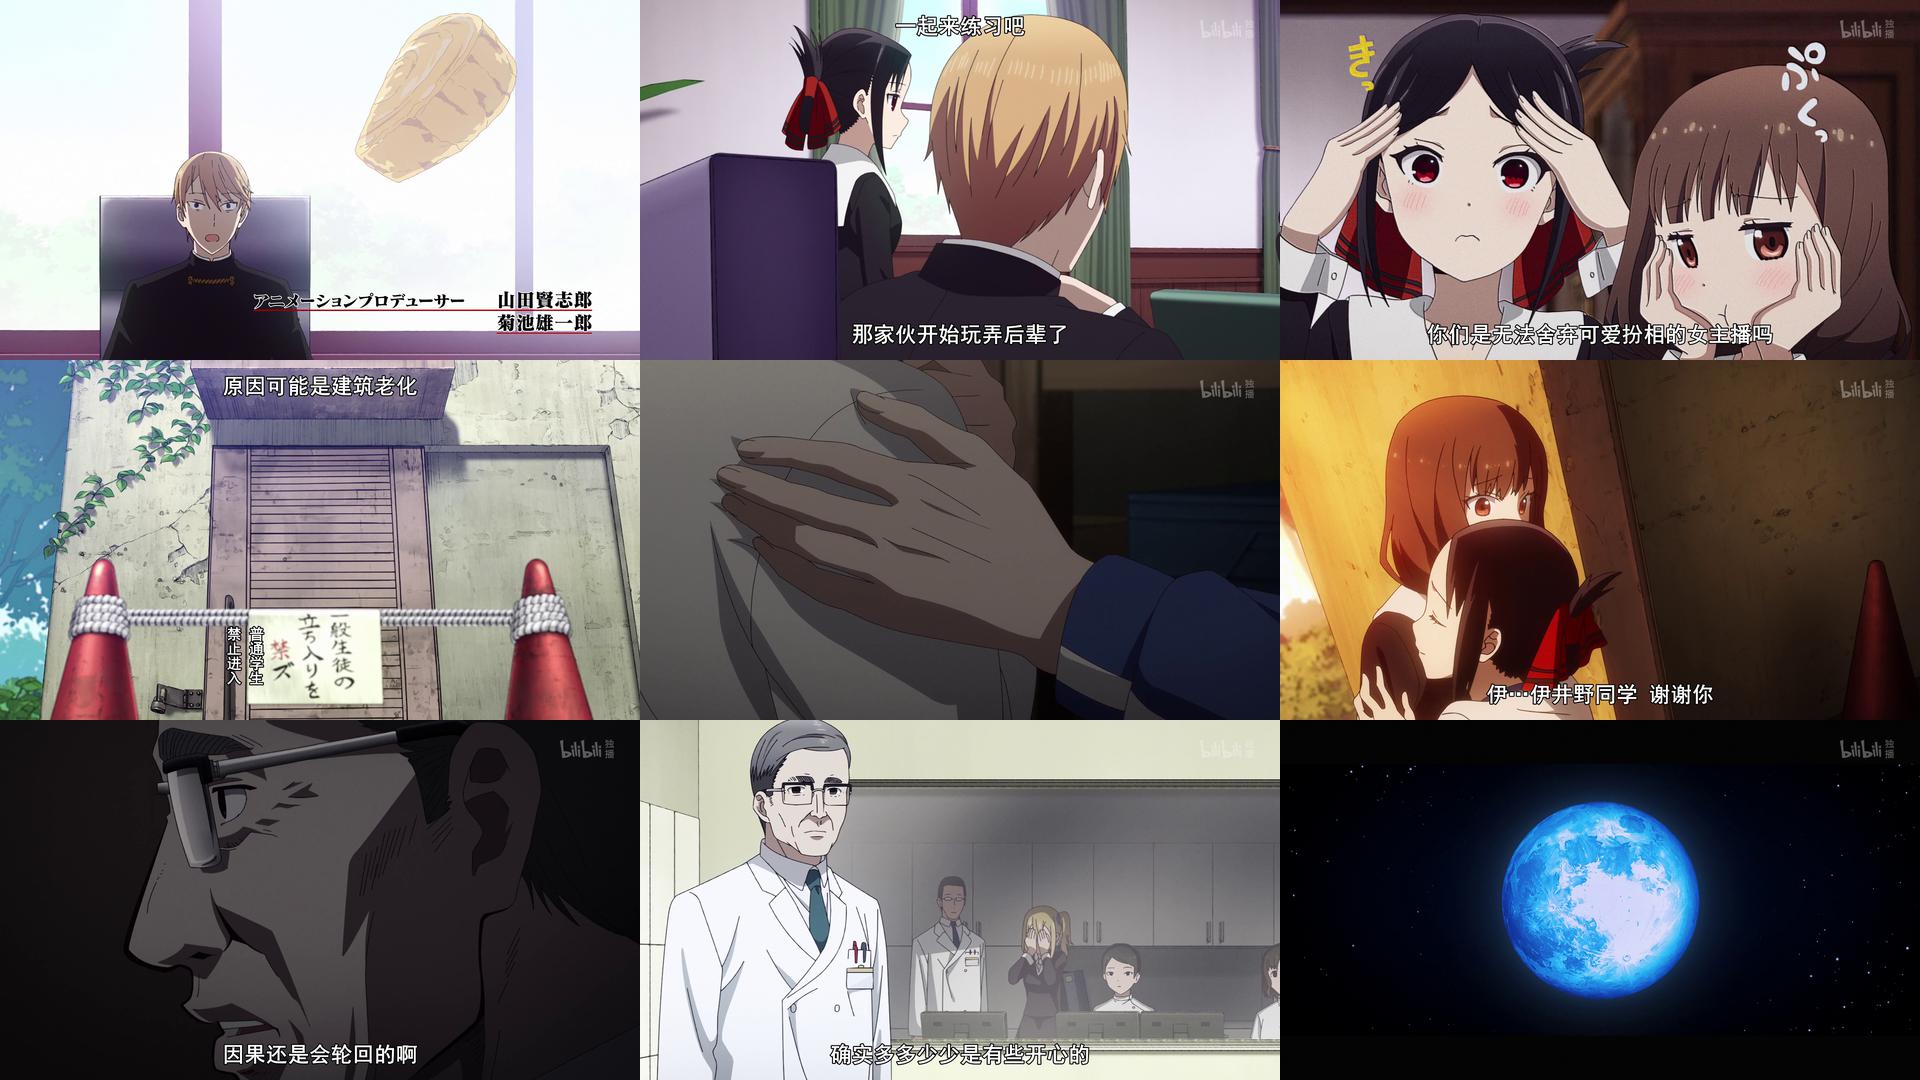 アニメーションプロデューサー 山田賢志郎
菊池雄一郎
一起来练习吧
bilibili 独播
那家伙开始玩弄后辈了
きっ
ぷくっ
bilibili 独播
你们是无法舍弃可爱扮相的女主播吗
原因可能是建筑老化
一般生徒の
立ち入りを
禁ズ
普通学生
禁止进入
bilibili 独播
bilibili 独播
伊…伊井野同学 谢谢你
bilibili 独播
因果还是会轮回的啊
bilibili 独播
确实多多少少是有些开心的
bilibili 独播